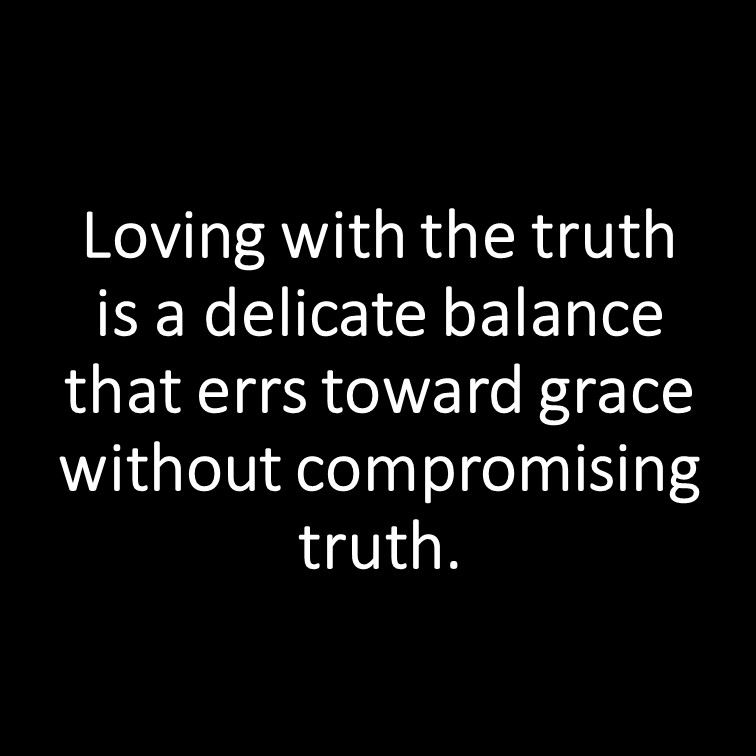 Loving with the truth
is a delicate balance
that errs toward grace
without compromising
truth.